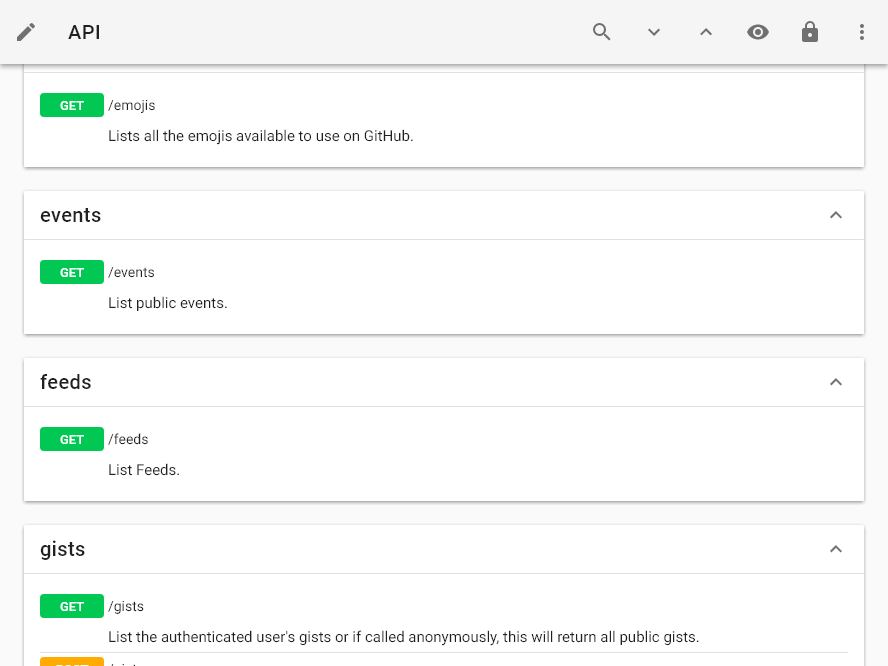 API
GET /emojis
Lists all the emojis available to use on GitHub.
events
GET /events
List public events.
feeds
GET /feeds
List Feeds.
gists
GET /gists
List the authenticated user's gists or if called anonymously, this will return all public gists.